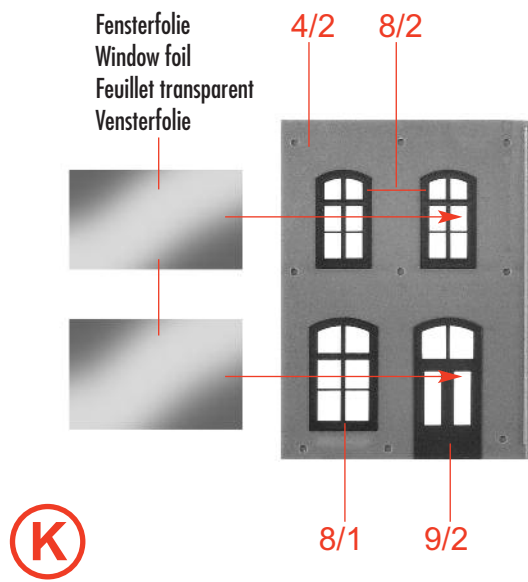 Fensterfolie
Window foil
Feuillet transparent
Vensterfolie
4/2
8/2
8/1
9/2
K